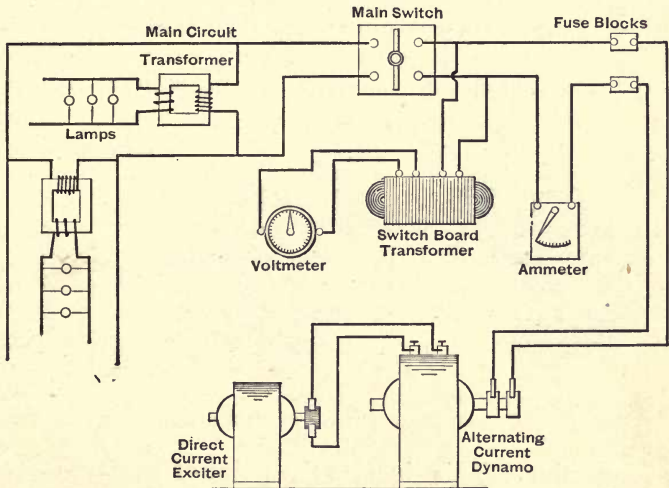 Main Switch
Fuse Blocks
Main Circuit
Transformer
Lamps
Voltmeter
Switch Board
Transformer
Ammeter
Direct
Current
Exciter
Alternating
Current
Dynamo